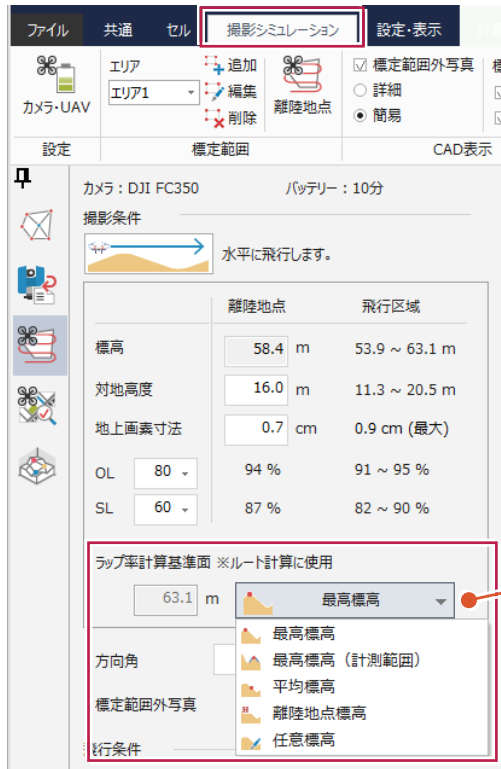 ファイル 共通 セル 撮影シミュレーション 設定・表示
カメラ・UAV
エリア
エリア1
追加
編集
削除
離陸地点
標定範囲外写真
詳細
簡易
設定 標定範囲 CAD表示
カメラ：DJI FC350 バッテリー：10分
撮影条件
水平に飛行します。
離陸地点 飛行区域
標高 58.4 m 53.9 ~ 63.1 m
対地高度 16.0 m 11.3 ~ 20.5 m
地上画素寸法 0.7 cm 0.9 cm (最大)
OL 80 94 % 91 ~ 95 %
SL 60 87 % 82 ~ 90 %
ラップ率計算基準面 ※ルート計算に使用
63.1 m 最高標高
最高標高
最高標高（計測範囲）
平均標高
離陸地点標高
任意標高
方向角
標定範囲外写真
飛行条件